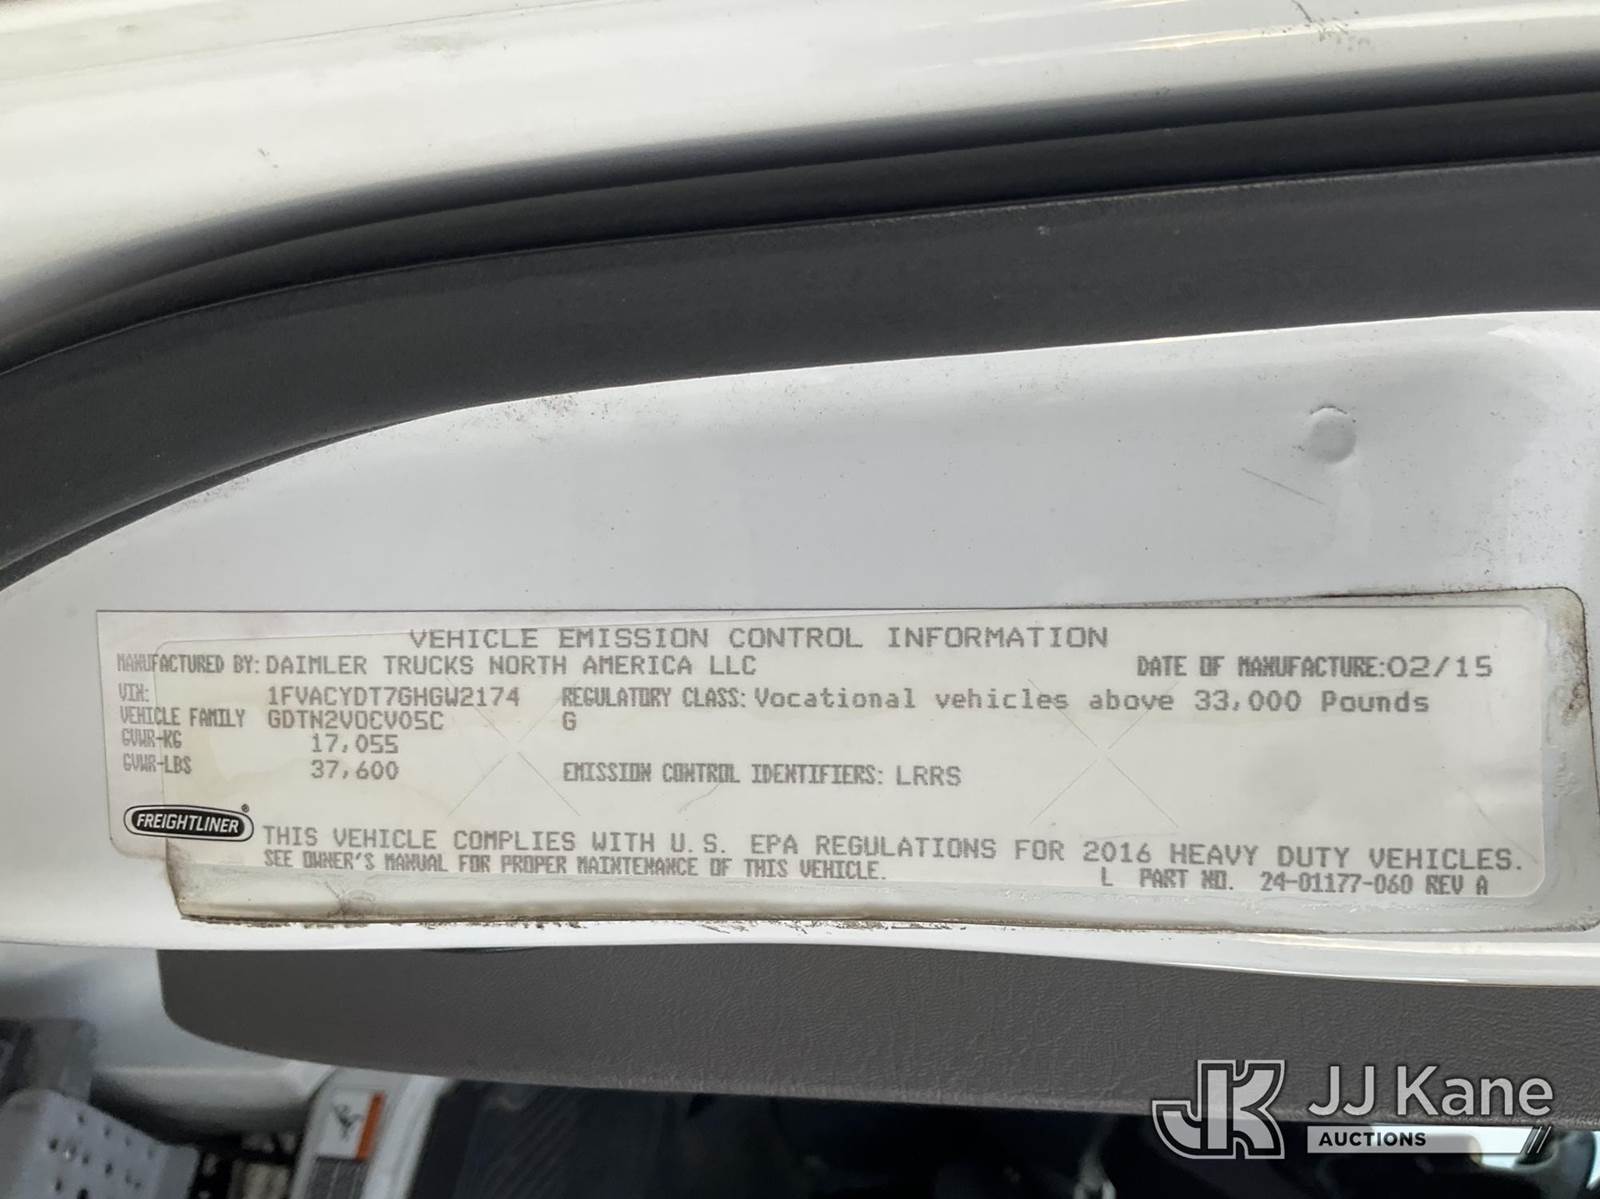 VEHICLE EMISSION CONTROL INFORMATION
MANUFACTURED BY: DAIMLER TRUCKS NORTH AMERICA LLC DATE OF MANUFACTURE: 02/15
VIN: 1FVACYDT7GHGW2174 REGULATORY CLASS: Vocational vehicles above 33,000 Pounds
VEHICLE FAMILY GDTN2VOCV05C G
GVWR-KG 17,055
GVWR-LBS 37,600 EMISSION CONTROL IDENTIFIERS: LRRS
FREIGHTLINER ®
THIS VEHICLE COMPLIES WITH U.S. EPA REGULATIONS FOR 2016 HEAVY DUTY VEHICLES.
SEE OWNER'S MANUAL FOR PROPER MAINTENANCE OF THIS VEHICLE. L PART NO. 24-01177-060 REV A
JK JJ Kane
AUCTIONS